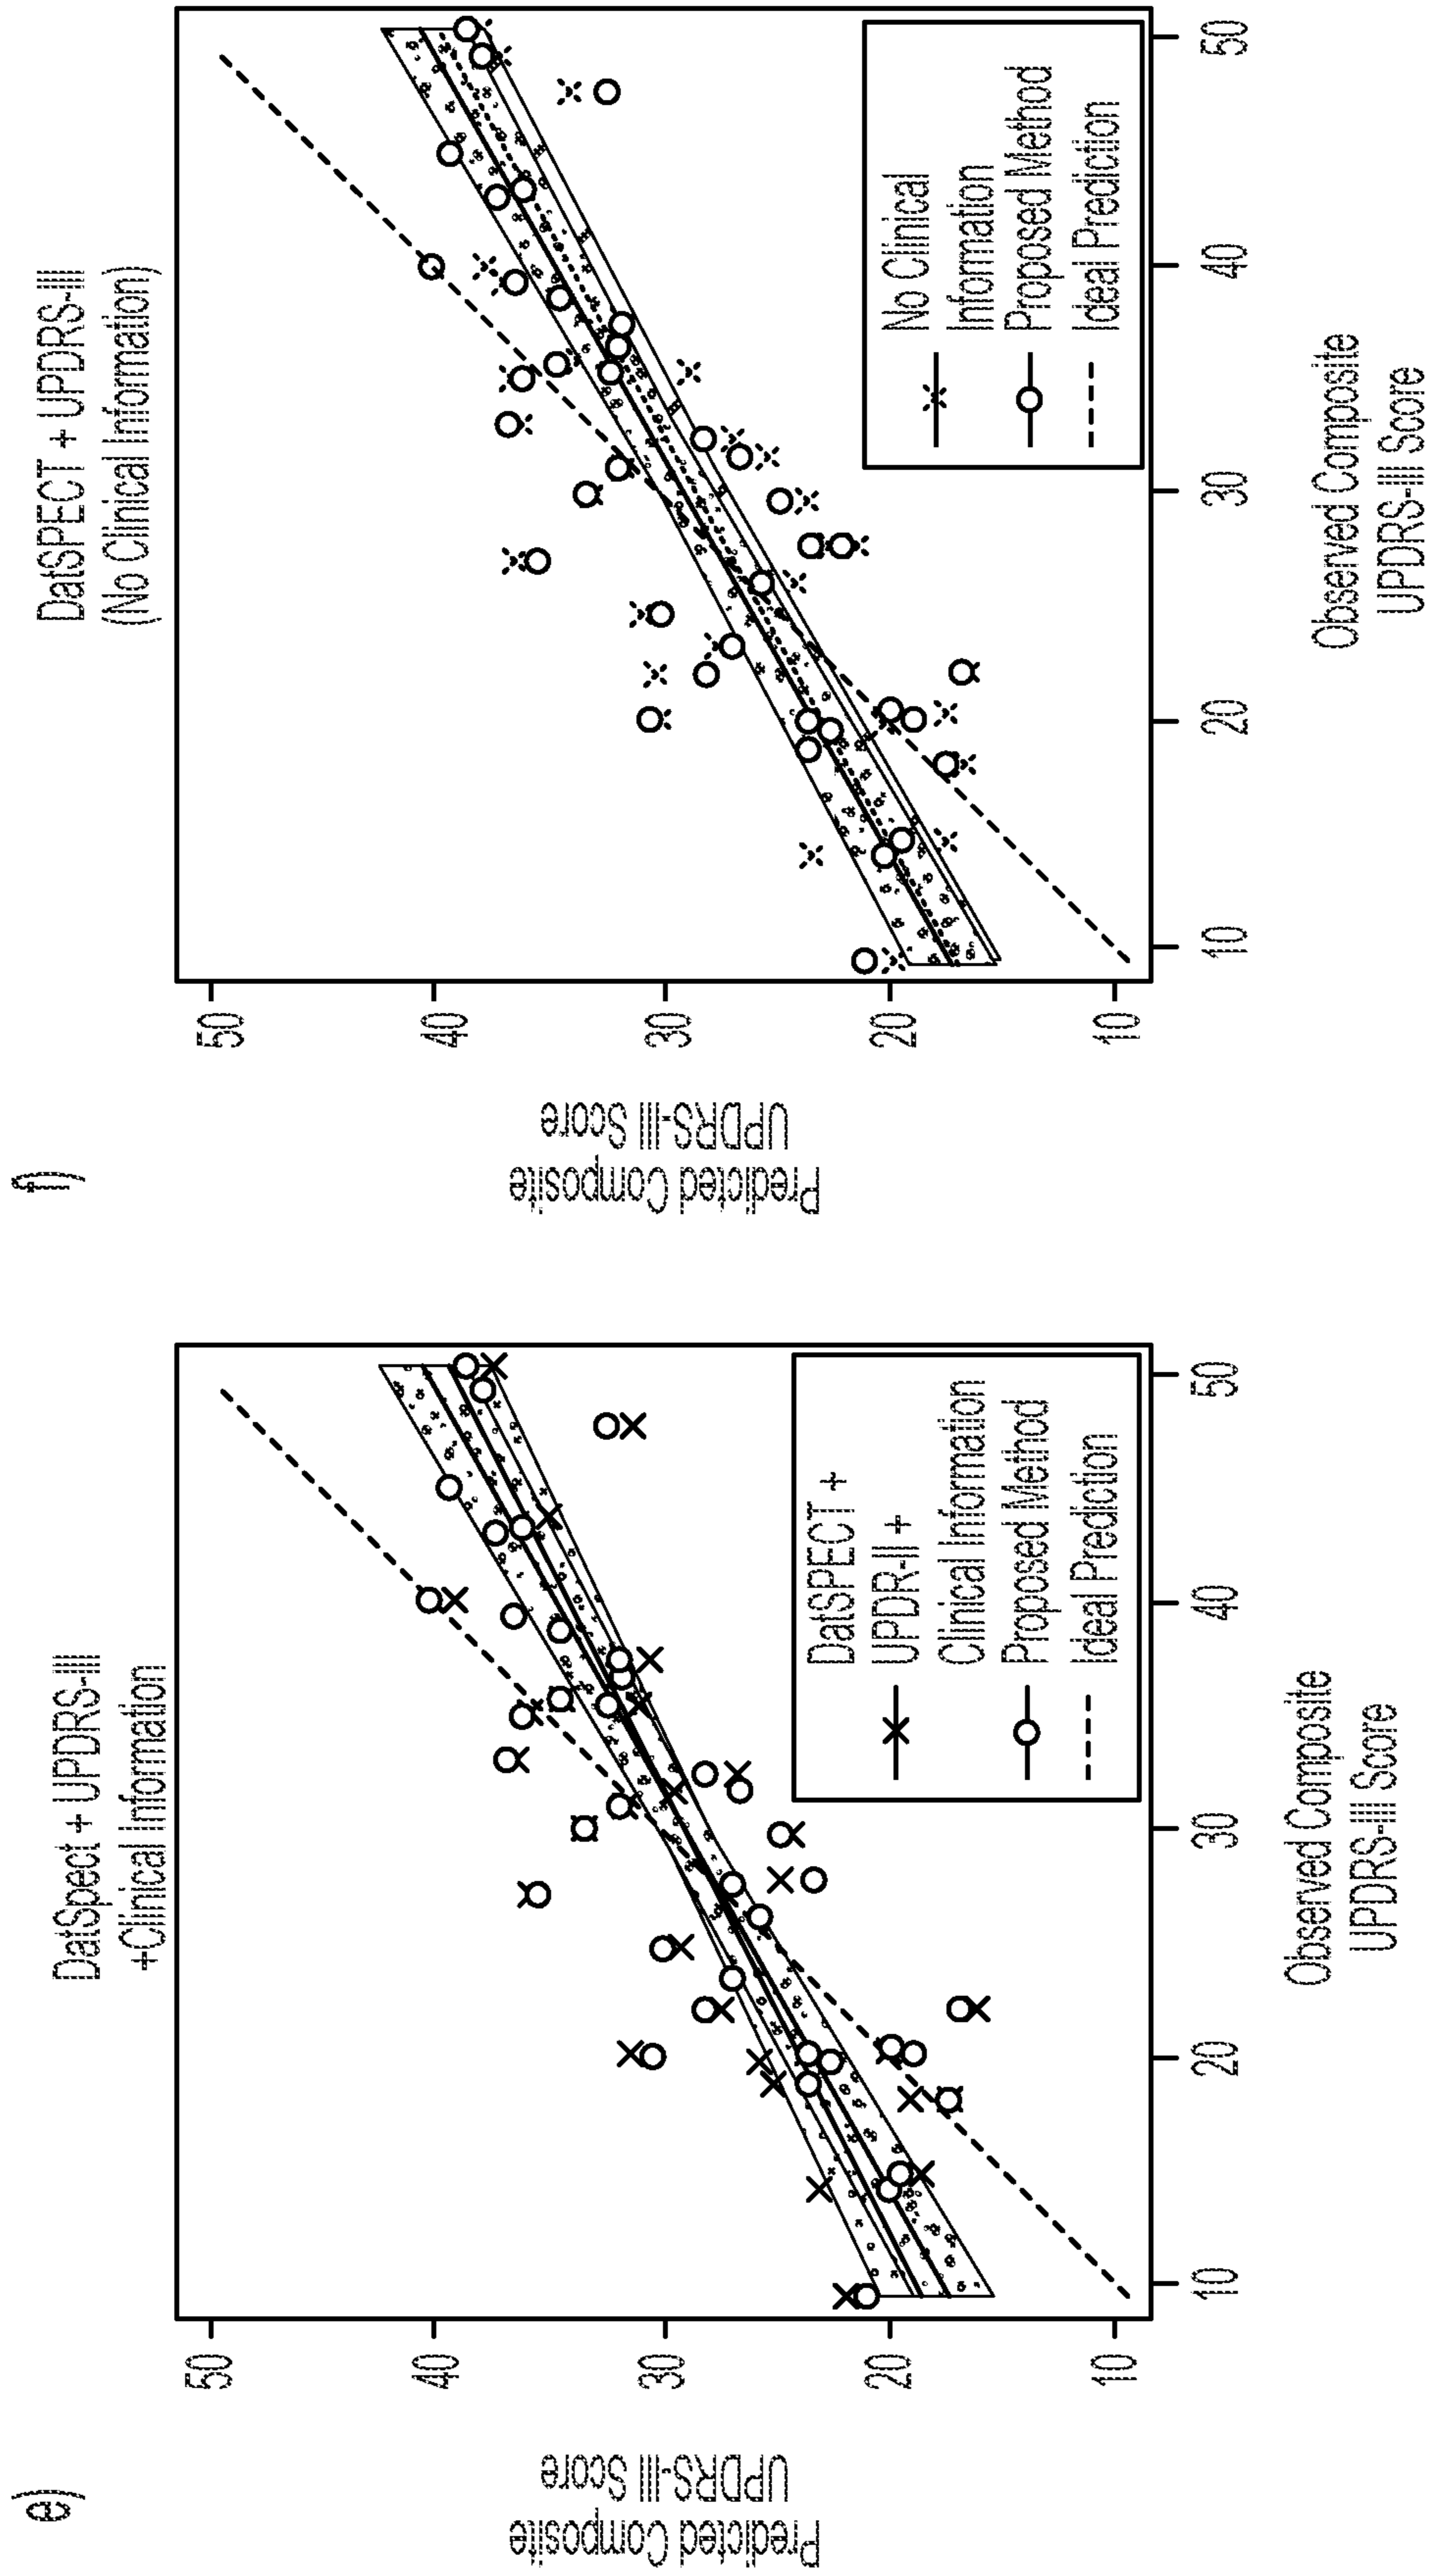 e)
DatSpect + UPDRS-III
+Clinical Information
Predicted Composite
UPDRS-III Score
50
40
30
20
10
DatSPECT +
UPDR-II +
Clinical Information
Proposed Method
Ideal Prediction
10
20
30
40
50
Observed Composite
UPDRS-III Score
f)
DatSPECT + UPDRS-III
(No Clinical Information)
Predicted Composite
UPDRS-III Score
50
40
30
20
10
No Clinical
Information
Proposed Method
Ideal Prediction
10
20
30
40
50
Observed Composite
UPDRS-III Score